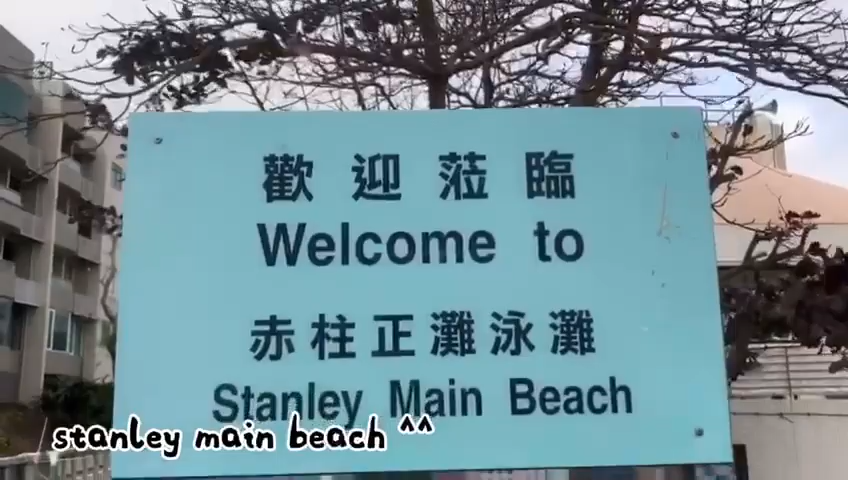 歡迎蒞臨
Welcome to
赤柱正灘泳灘
Stanley Main Beach
stanley main beach ^^